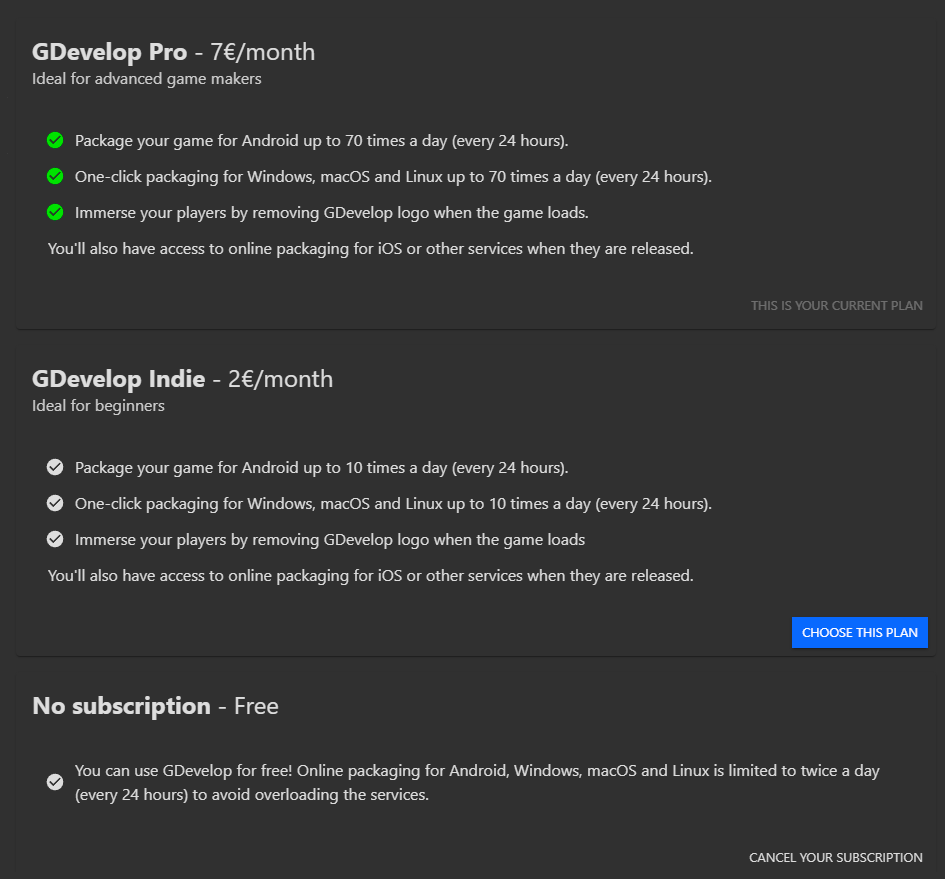 GDevelop Pro - 7€/month
Ideal for advanced game makers
Package your game for Android up to 70 times a day (every 24 hours).
One-click packaging for Windows, macOS and Linux up to 70 times a day (every 24 hours).
Immerse your players by removing GDevelop logo when the game loads.
You'll also have access to online packaging for iOS or other services when they are released.
THIS IS YOUR CURRENT PLAN
GDevelop Indie - 2€/month
Ideal for beginners
Package your game for Android up to 10 times a day (every 24 hours).
One-click packaging for Windows, macOS and Linux up to 10 times a day (every 24 hours).
Immerse your players by removing GDevelop logo when the game loads
You'll also have access to online packaging for iOS or other services when they are released.
CHOOSE THIS PLAN
No subscription - Free
You can use GDevelop for free! Online packaging for Android, Windows, macOS and Linux is limited to twice a day
(every 24 hours) to avoid overloading the services.
CANCEL YOUR SUBSCRIPTION